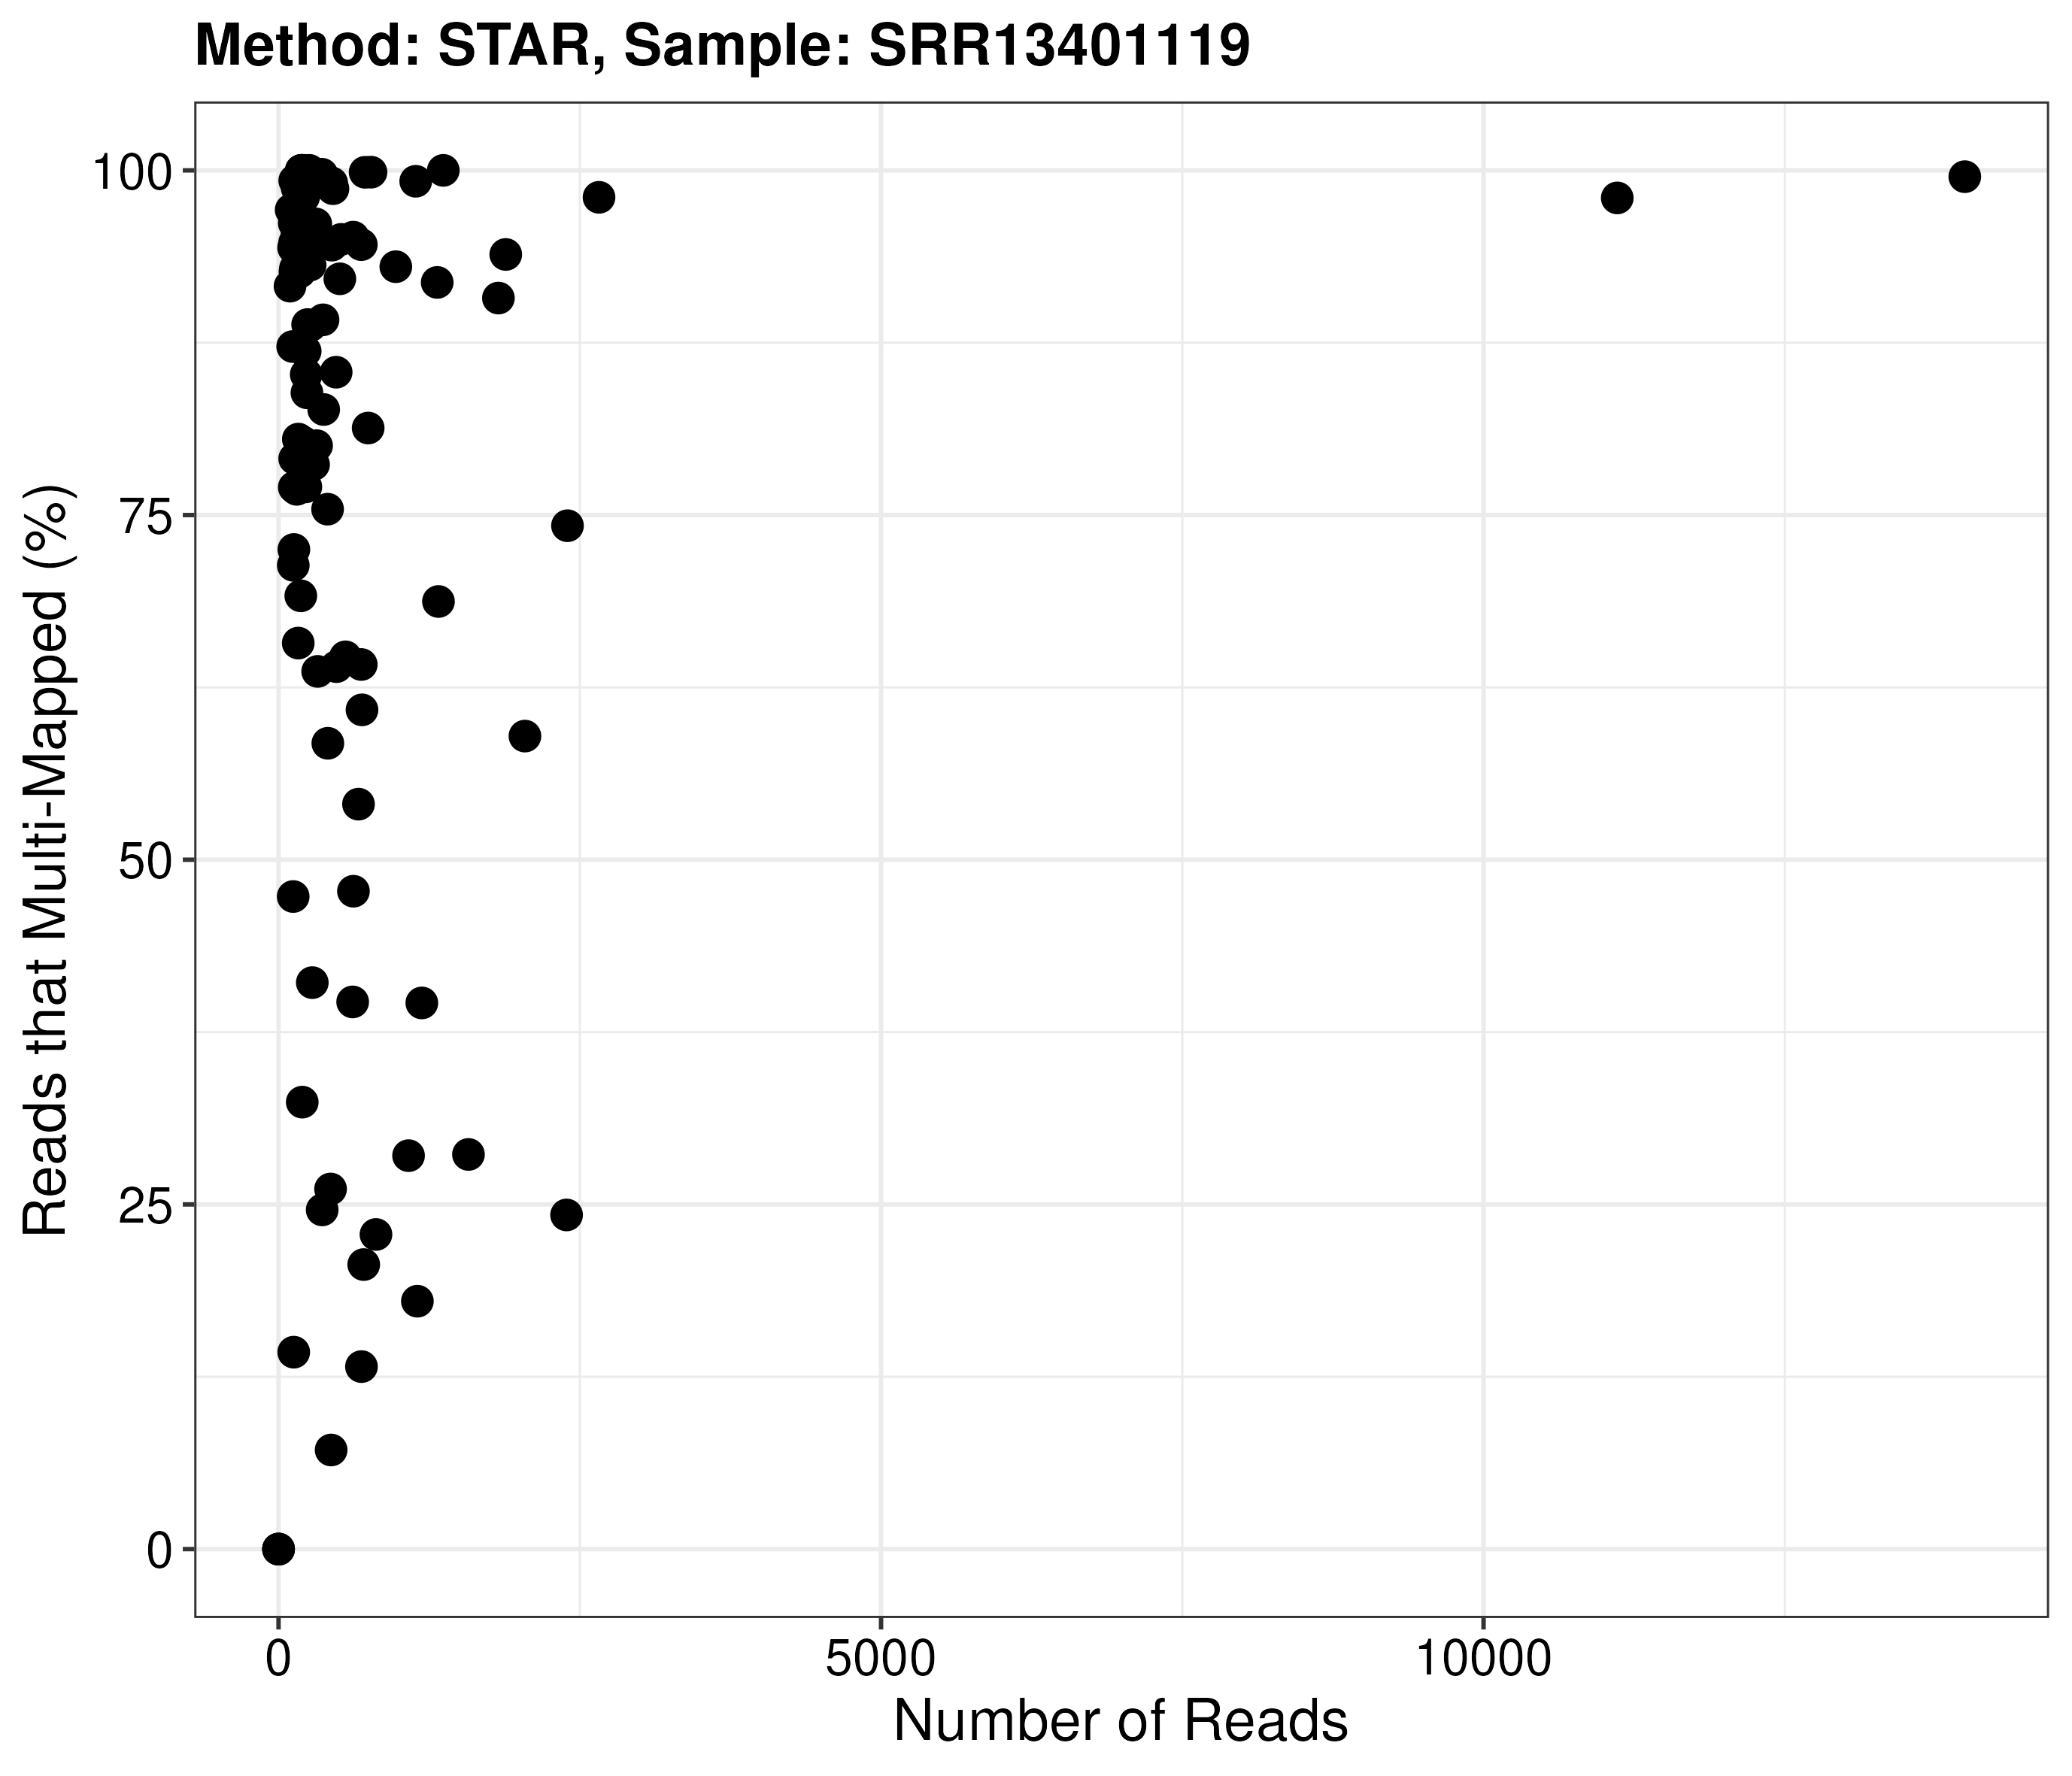 Method: STAR, Sample: SRR13401119
Reads that Multi-Mapped (%)
100
75
50
25
0
0 5000 10000
Number of Reads